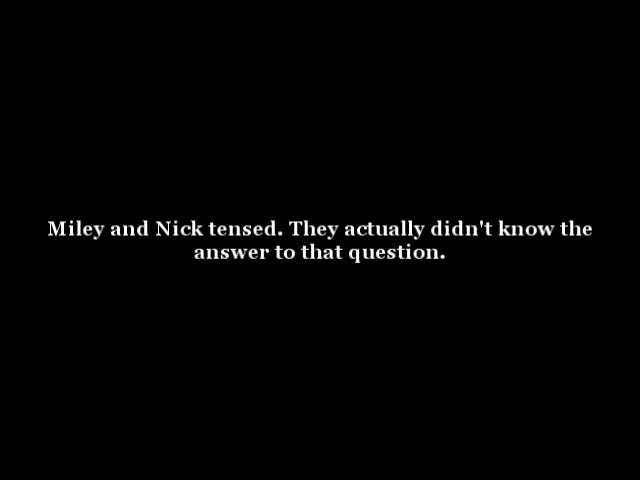 Miley and Nick tensed. They actually didn't know the
answer to that question.